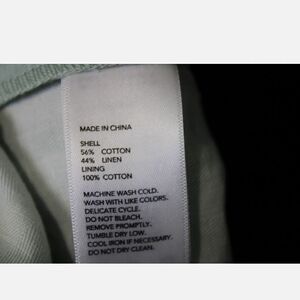 MADE IN CHINA
SHELL
56% COTTON
44% LINEN
LINING
100% COTTON
MACHINE WASH COLD.
WASH WITH LIKE COLORS.
DELICATE CYCLE.
DO NOT BLEACH.
REMOVE PROMPTLY.
TUMBLE DRY LOW.
COOL IRON IF NECESSARY.
DO NOT DRY CLEAN.